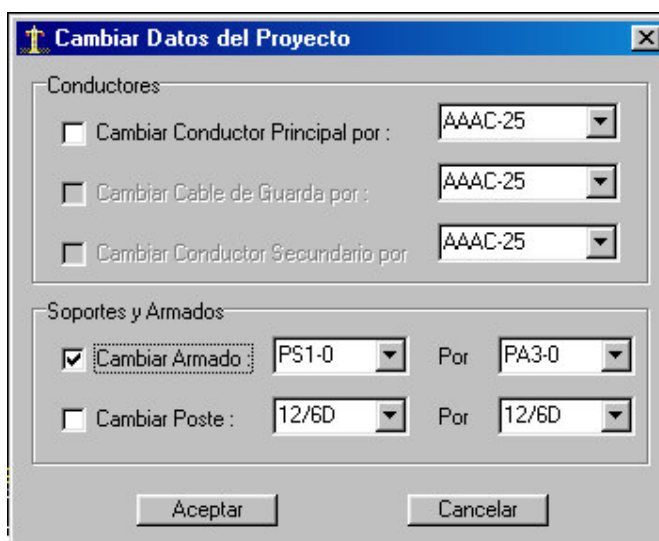 Cambiar Datos del Proyecto
Conductores
Cambiar Conductor Principal por : AAAC-25
Cambiar Cable de Guarda por : AAAC-25
Cambiar Conductor Secundario por AAAC-25
Soportes y Armados
Cambiar Armado : PS1-0 Por PA3-0
Cambiar Poste : 12/6D Por 12/6D
Aceptar Cancelar